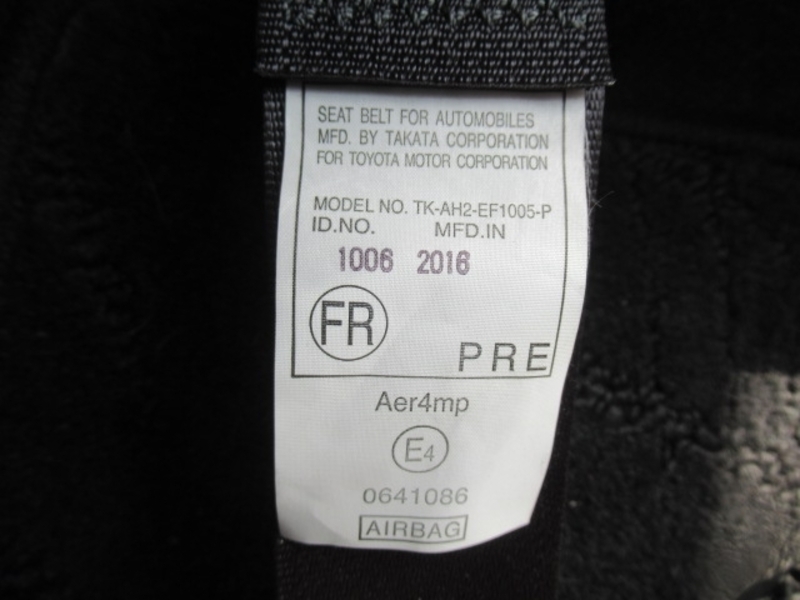 SEAT BELT FOR AUTOMOBILES
MFD. BY TAKATA CORPORATION
FOR TOYOTA MOTOR CORPORATION
MODEL NO. TK-AH2-EF1005-P
ID.NO. MFD.IN
1006 2016
FR
PRE
Aer4mp
E4
0641086
AIRBAG